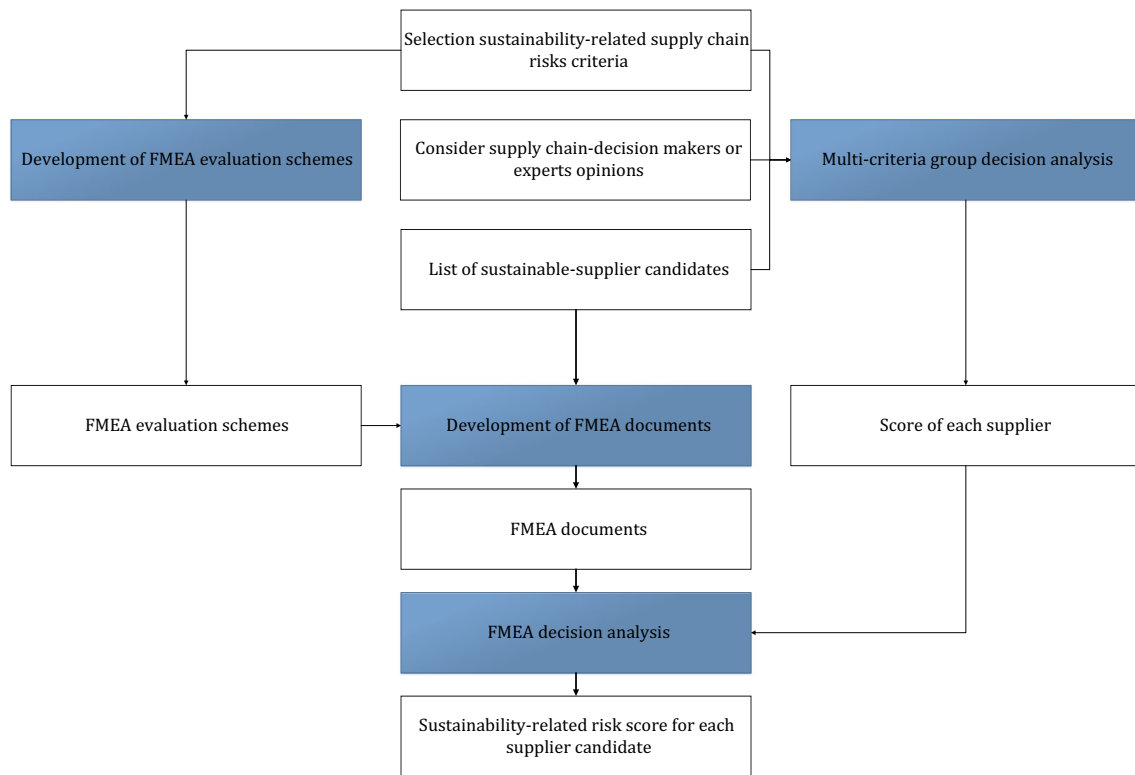 Selection sustainability-related supply chain
risks criteria
Development of FMEA evaluation schemes
Consider supply chain-decision makers or
experts opinions
Multi-criteria group decision analysis
List of sustainable-supplier candidates
FMEA evaluation schemes
Development of FMEA documents
Score of each supplier
FMEA documents
FMEA decision analysis
Sustainability-related risk score for each
supplier candidate